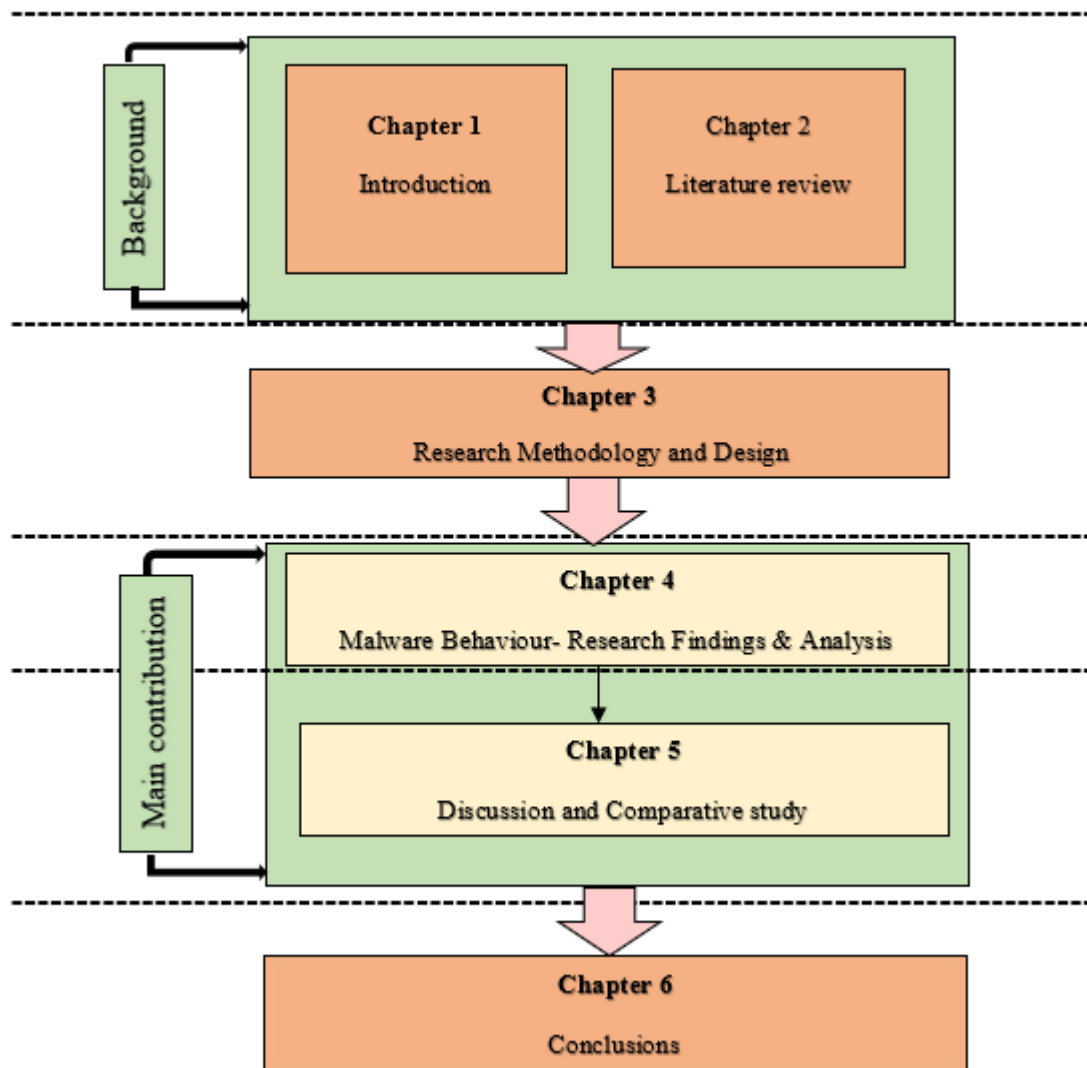 Background
Chapter 1
Introduction
Chapter 2
Literature review
Chapter 3
Research Methodology and Design
Main contribution
Chapter 4
Malware Behaviour- Research Findings & Analysis
Chapter 5
Discussion and Comparative study
Chapter 6
Conclusions